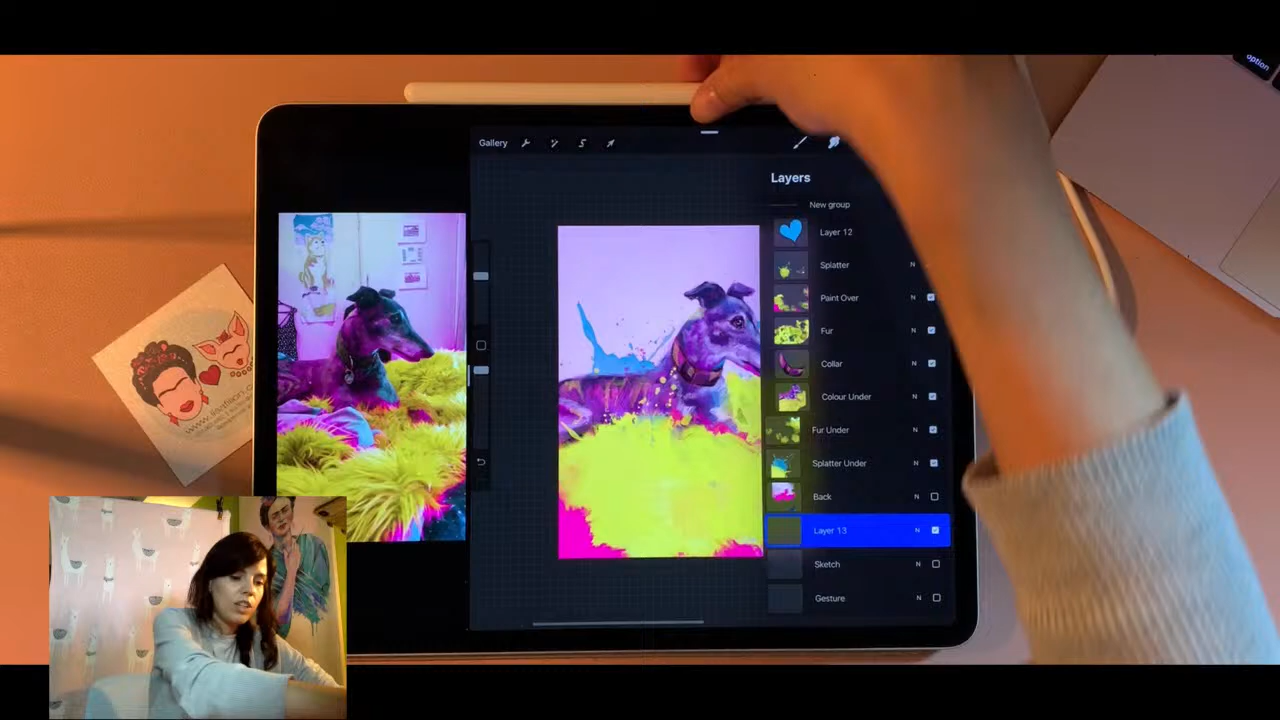 option
Gallery
Layers
New group
Layer 12
Splatter N
Paint Over N
Fur N
Collar N
Colour Under N
Fur Under N
Splatter Under N
Back N
Layer 13 N
Sketch N
Gesture N